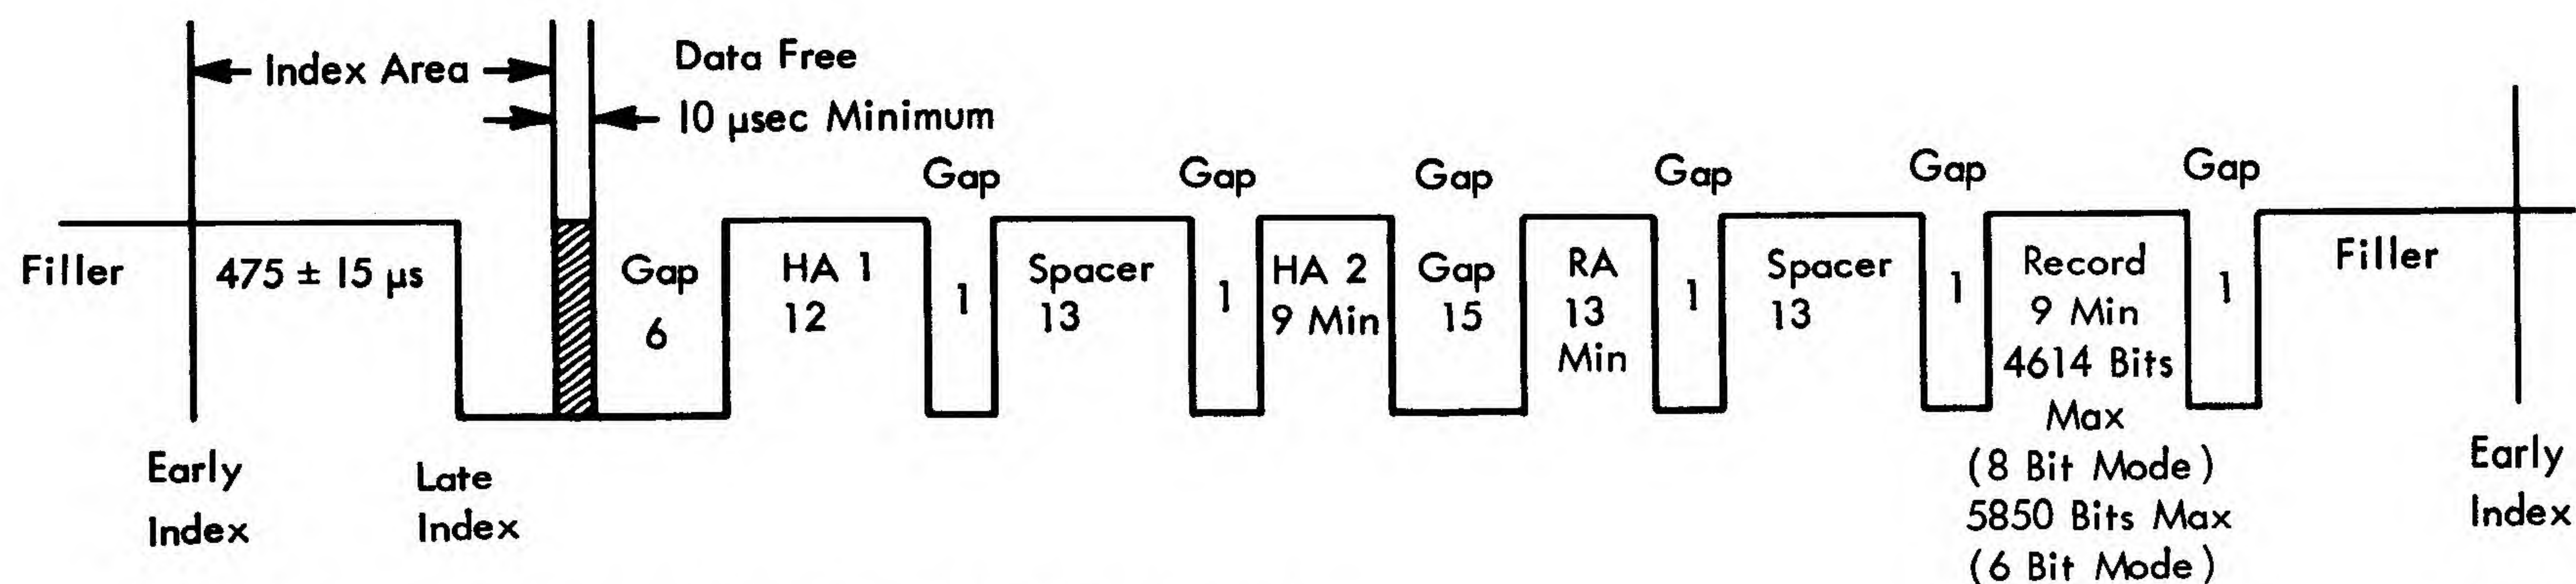 Index Area
Data Free
10 µsec Minimum
Gap
Gap
Gap
Gap
Gap
Gap
Filler
475 ± 15 µs
Gap
6
HA 1
12
1
Spacer
13
1
HA 2
9 Min
Gap
15
RA
13
Min
1
Spacer
13
1
Record
9 Min
4614 Bits
Max
(8 Bit Mode)
5850 Bits Max
(6 Bit Mode)
1
Filler
Early
Index
Late
Index
Early
Index